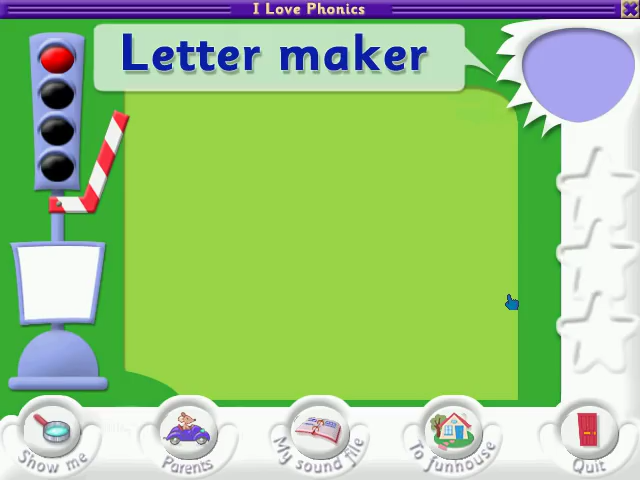 I Love Phonics
Letter maker
Show me
Parents
My sound file
To funhouse
Quit